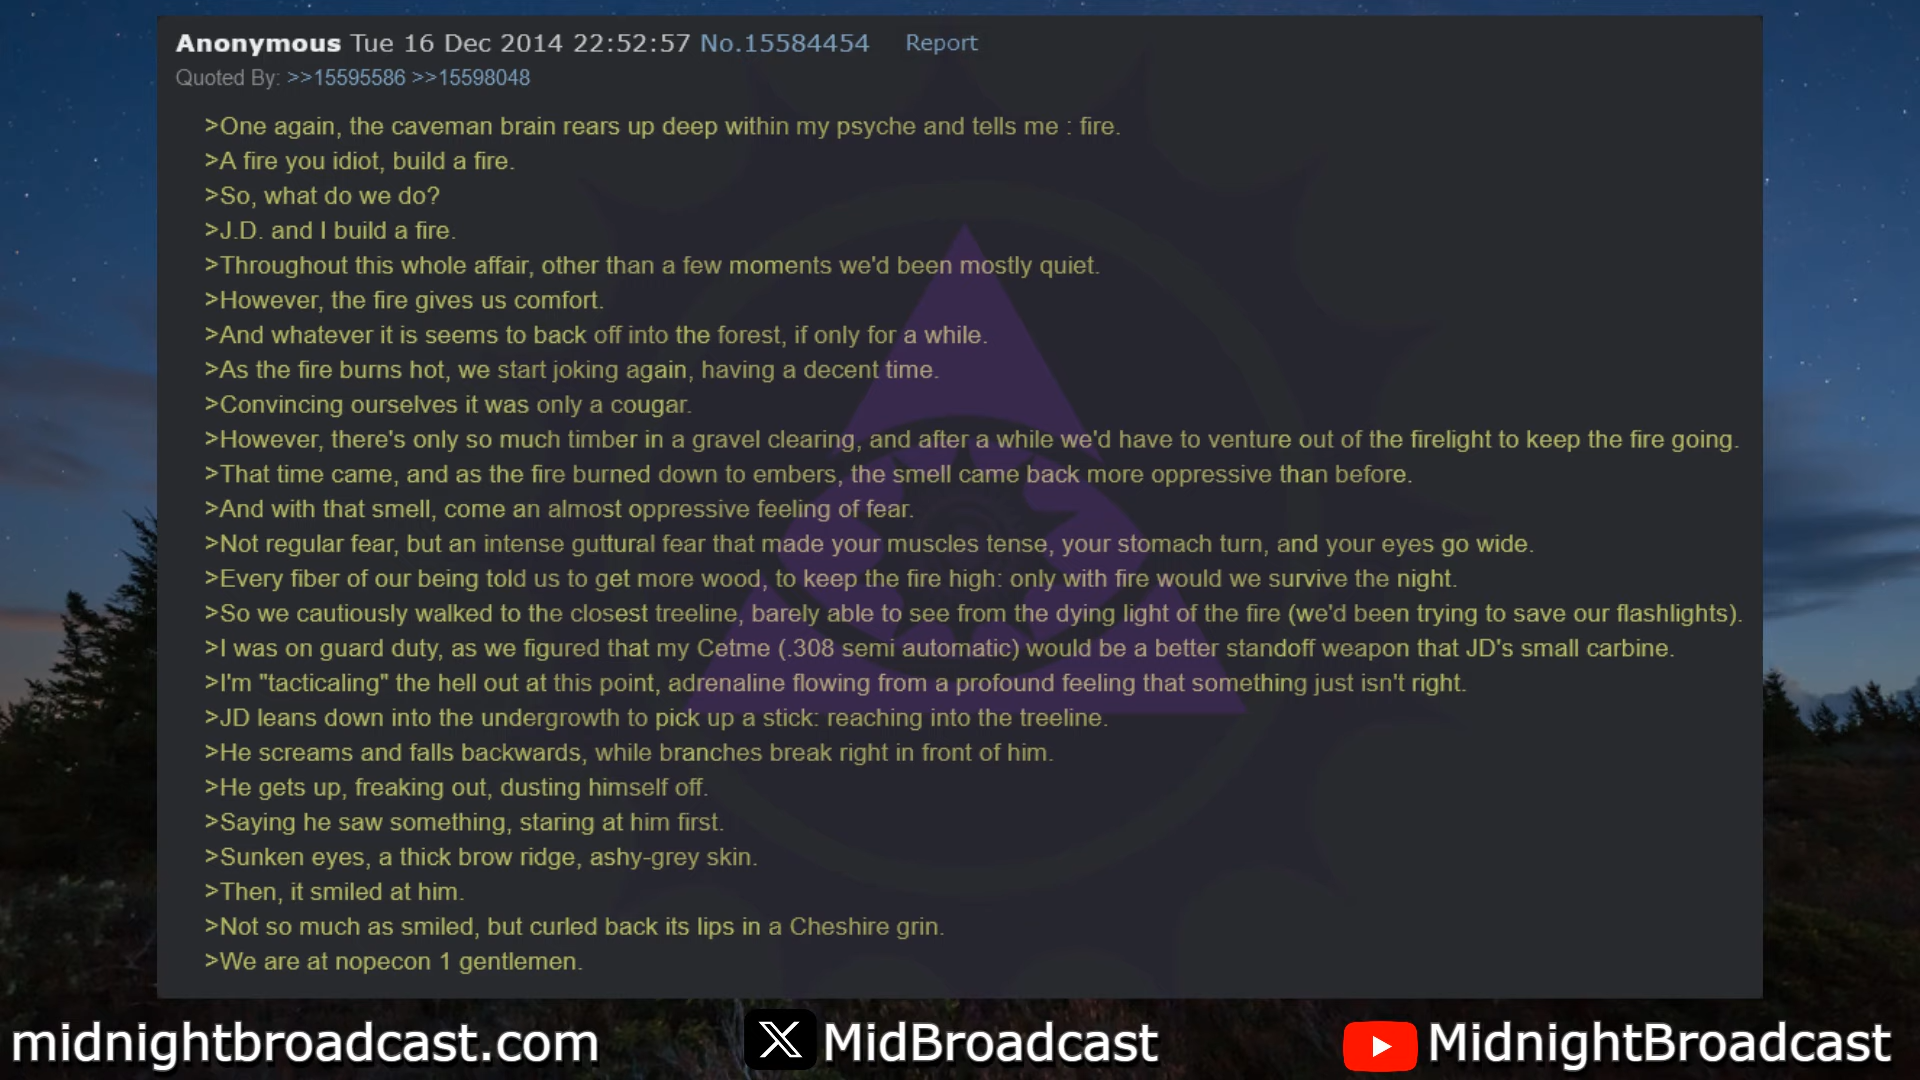 Anonymous Tue 16 Dec 2014 22:52:57 No.15584454 Report
Quoted By: >>15595586 >>15598048
>One again, the caveman brain rears up deep within my psyche and tells me : fire.
>A fire you idiot, build a fire.
>So, what do we do?
>J.D. and I build a fire.
>Throughout this whole affair, other than a few moments we'd been mostly quiet.
>However, the fire gives us comfort.
>And whatever it is seems to back off into the forest, if only for a while.
>As the fire burns hot, we start joking again, having a decent time.
>Convincing ourselves it was only a cougar.
>However, there's only so much timber in a gravel clearing, and after a while we'd have to venture out of the firelight to keep the fire going.
>That time came, and as the fire burned down to embers, the smell came back more oppressive than before.
>And with that smell, come an almost oppressive feeling of fear.
>Not regular fear, but an intense guttural fear that made your muscles tense, your stomach turn, and your eyes go wide.
>Every fiber of our being told us to get more wood, to keep the fire high: only with fire would we survive the night.
>So we cautiously walked to the closest treeline, barely able to see from the dying light of the fire (we'd been trying to save our flashlights).
>I was on guard duty, as we figured that my Cetme (.308 semi automatic) would be a better standoff weapon that JD's small carbine.
>I'm "tacticaling" the hell out at this point, adrenaline flowing from a profound feeling that something just isn't right.
>JD leans down into the undergrowth to pick up a stick: reaching into the treeline.
>He screams and falls backwards, while branches break right in front of him.
>He gets up, freaking out, dusting himself off.
>Saying he saw something, staring at him first.
>Sunken eyes, a thick brow ridge, ashy-grey skin.
>Then, it smiled at him.
>Not so much as smiled, but curled back its lips in a Cheshire grin.
>We are at nopecon 1 gentlemen.
midnightbroadcast.com MidBroadcast MidnightBroadcast